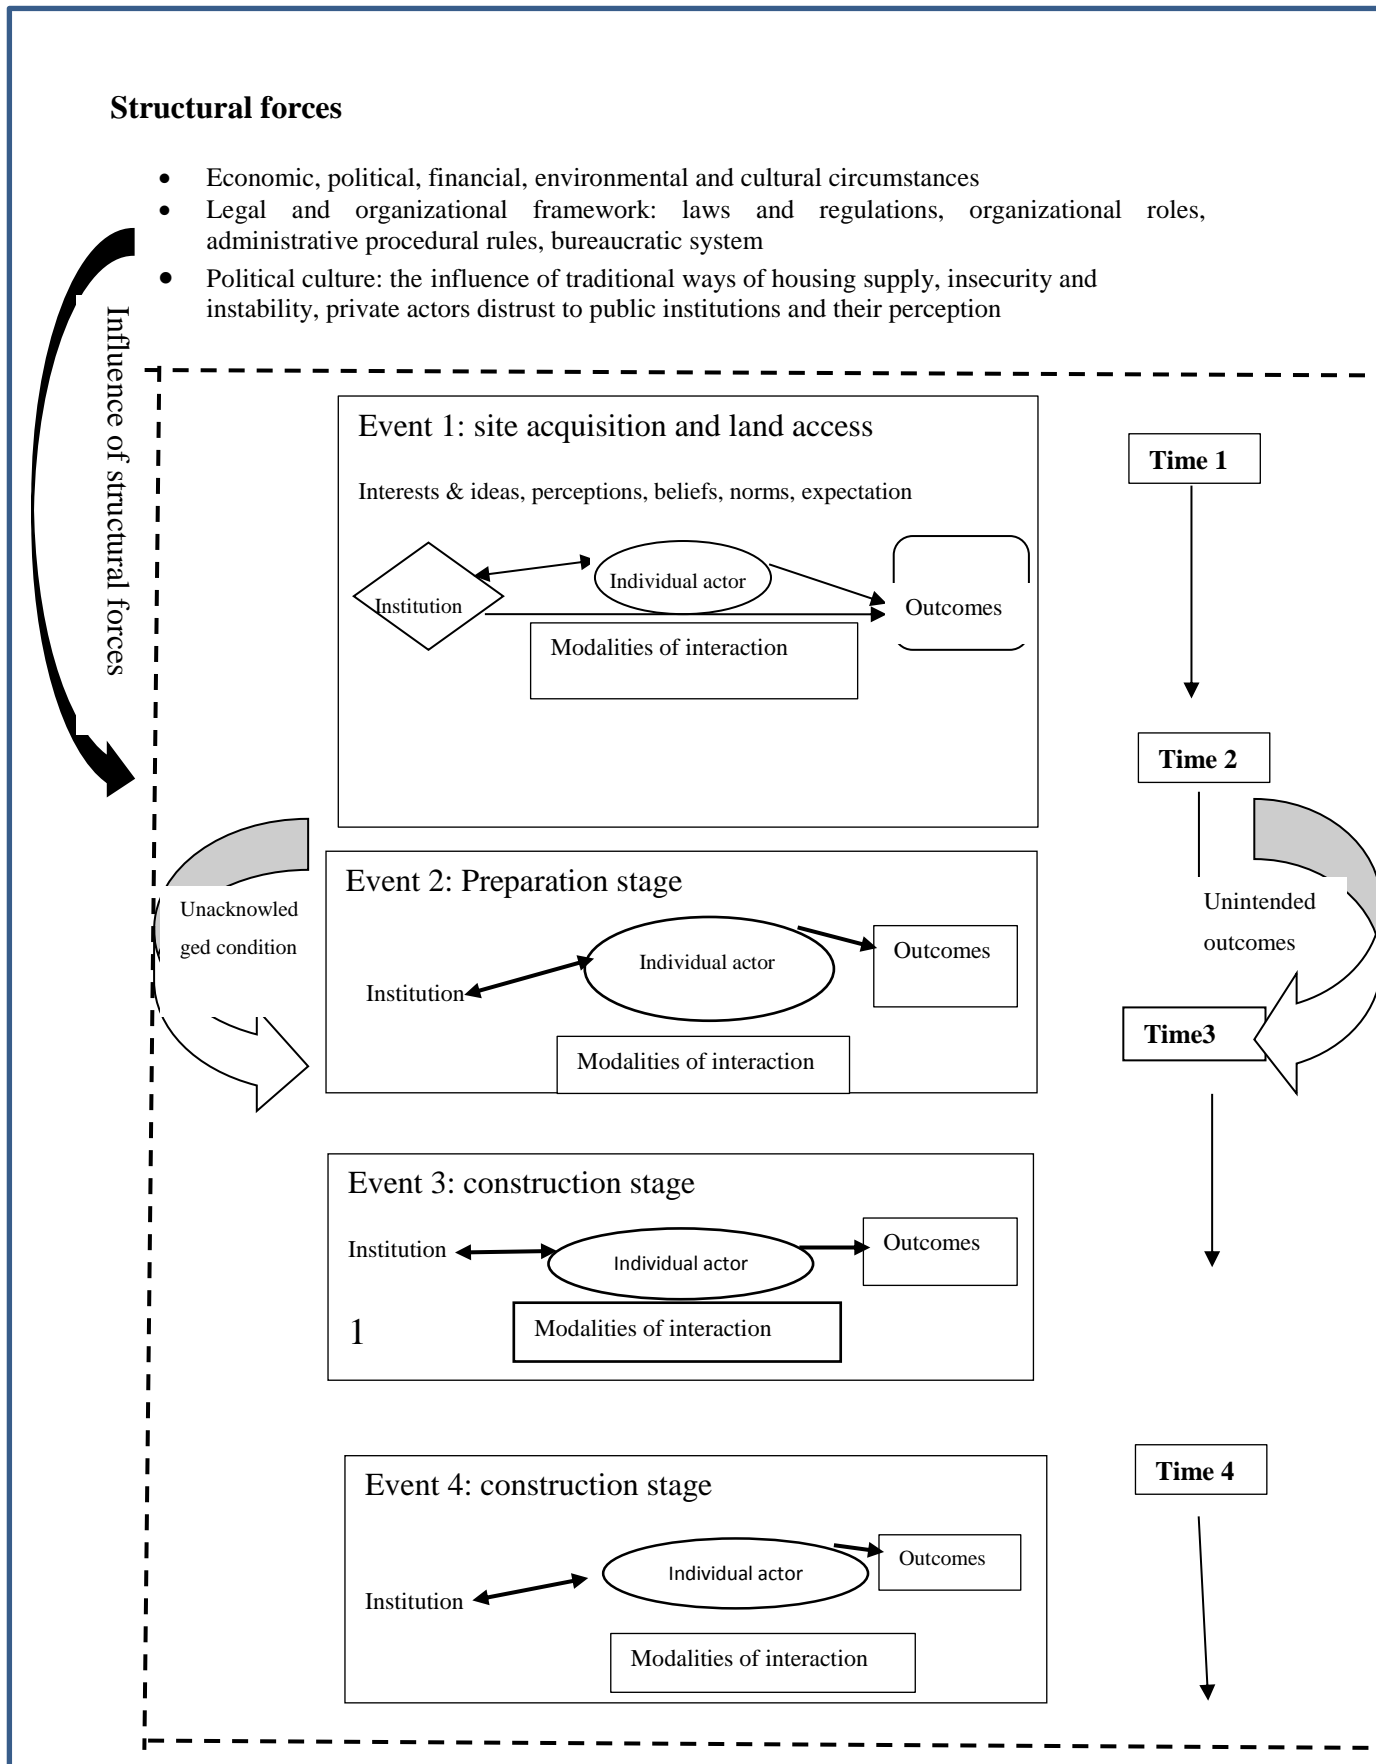 Structural forces
• Economic, political, financial, environmental and cultural circumstances
• Legal and organizational framework: laws and regulations, organizational roles,
administrative procedural rules, bureaucratic system
• Political culture: the influence of traditional ways of housing supply, insecurity and
instability, private actors distrust to public institutions and their perception
Influence of structural forces
Event 1: site acquisition and land access
Interests & ideas, perceptions, beliefs, norms, expectation
Institution
Individual actor
Outcomes
Modalities of interaction
Time 1
Time 2
Unacknowled
ged condition
Event 2: Preparation stage
Institution
Individual actor
Outcomes
Modalities of interaction
Unintended
outcomes
Time3
Event 3: construction stage
Institution
Individual actor
Outcomes
1
Modalities of interaction
Event 4: construction stage
Institution
Individual actor
Outcomes
Modalities of interaction
Time 4